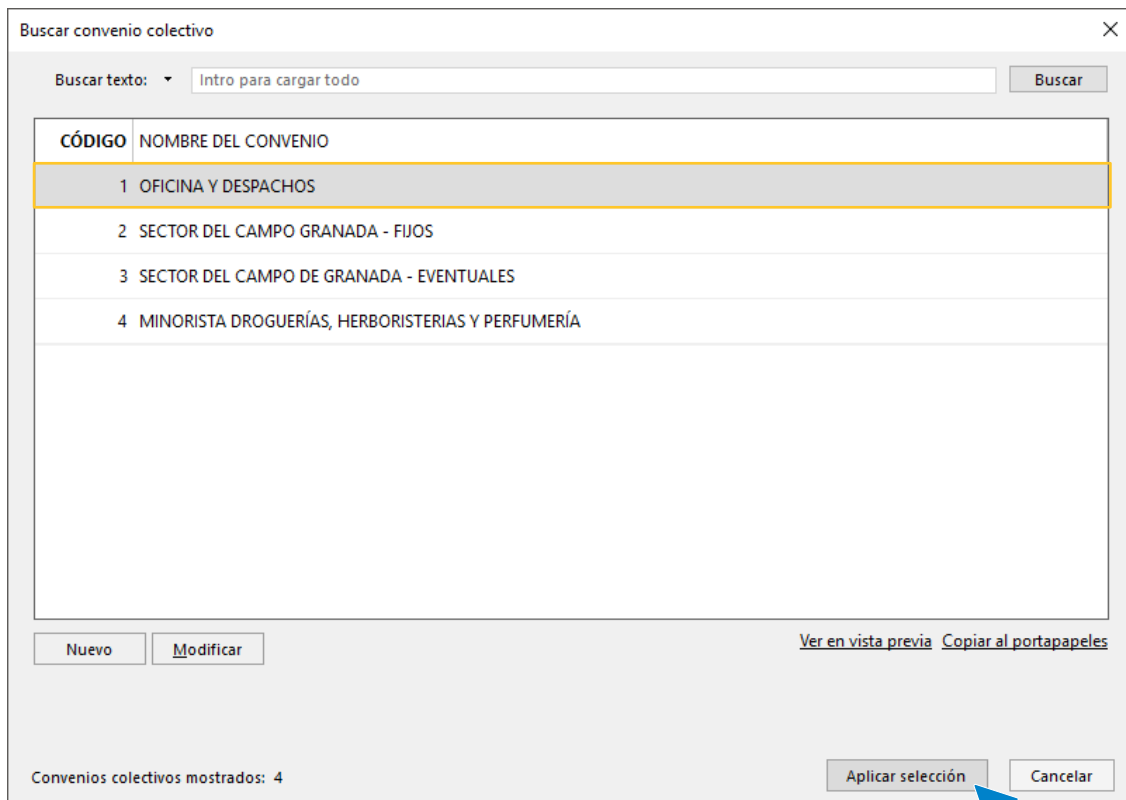 Buscar convenio colectivo
Buscar texto: Intro para cargar todo Buscar
CÓDIGO NOMBRE DEL CONVENIO
1 OFICINA Y DESPACHOS
2 SECTOR DEL CAMPO GRANADA - FIJOS
3 SECTOR DEL CAMPO DE GRANADA - EVENTUALES
4 MINORISTA DROGUERÍAS, HERBORISTERIAS Y PERFUMERÍA
Nuevo Modificar Ver en vista previa Copiar al portapapeles
Convenios colectivos mostrados: 4 Aplicar selección Cancelar